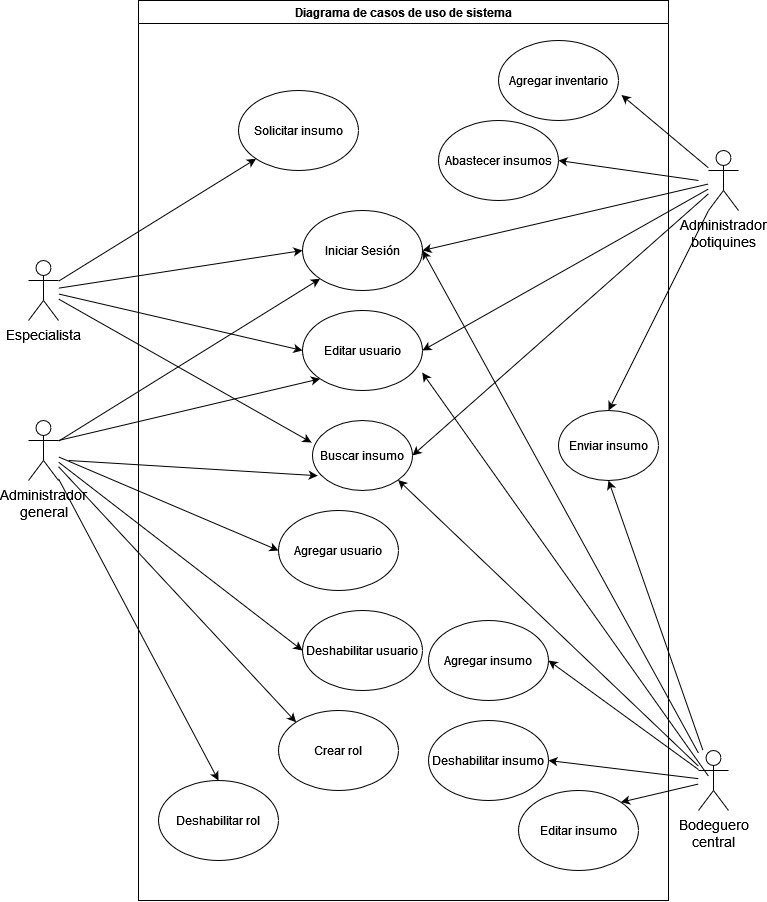 Diagrama de casos de uso de sistema
Agregar inventario
Solicitar insumo
Abastecer insumos
Administrador
botiquines
Iniciar Sesión
Especialista
Editar usuario
Buscar insumo
Enviar insumo
Administrador
general
Agregar usuario
Deshabilitar usuario
Agregar insumo
Crear rol
Deshabilitar insumo
Deshabilitar rol
Editar insumo
Bodeguero
central